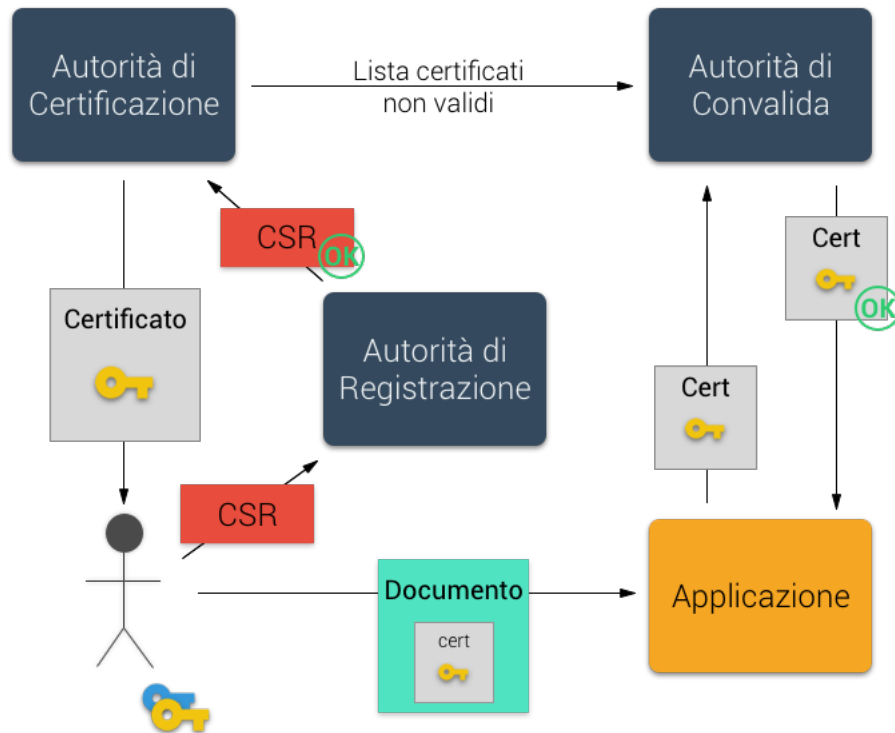 Autorità di
Certificazione
Lista certificati
non validi
Autorità di
Convalida
CSR
OK
Cert
OK
Certificato
Autorità di
Registrazione
Cert
CSR
Documento
cert
Applicazione